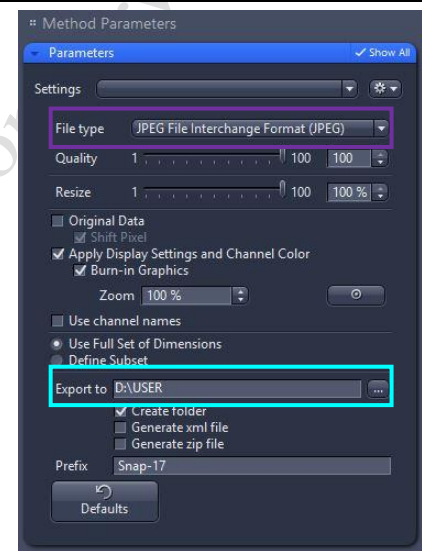 Method Parameters
Parameters Show All
Settings
File type JPEG File Interchange Format (JPEG)
Quality 1 100 100
Resize 1 100 100 %
Original Data
Shift Pixel
Apply Display Settings and Channel Color
Burn-in Graphics
Zoom 100 %
Use channel names
Use Full Set of Dimensions
Define Subset
Export to D:\USER ...
Create folder
Generate xml file
Generate zip file
Prefix Snap-17
Defaults